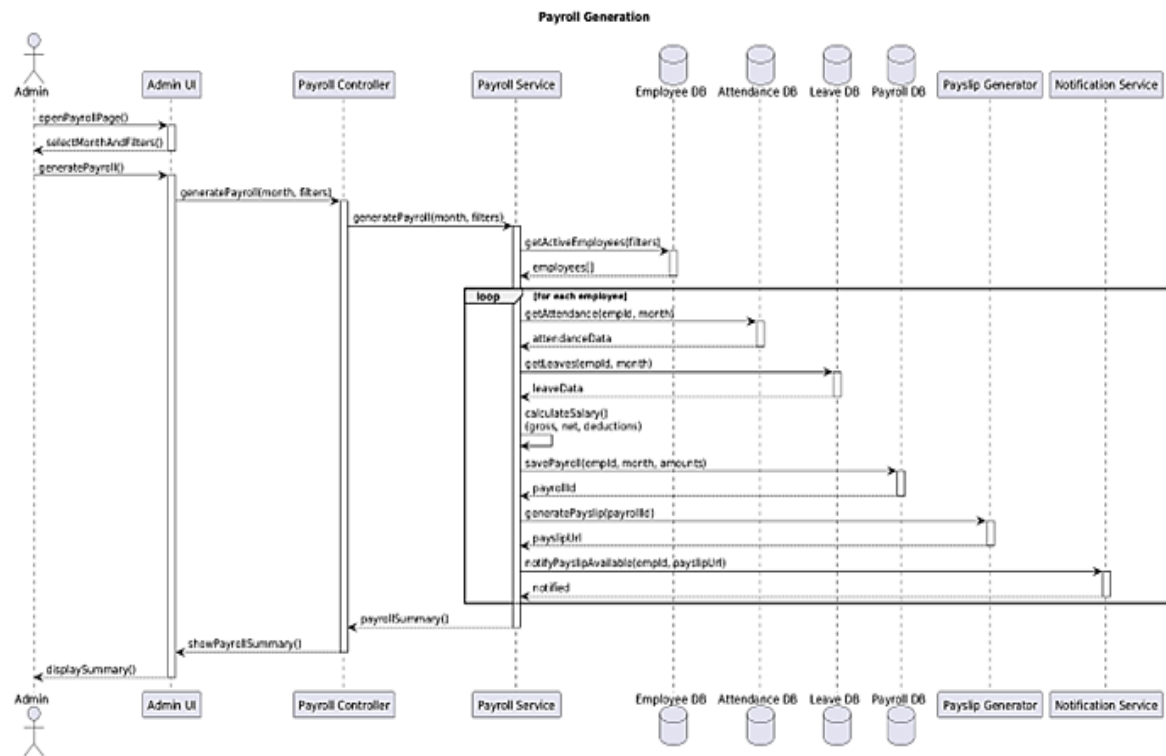 Payroll Generation
Admin
Admin UI
Payroll Controller
Payroll Service
Employee DB
Attendance DB
Leave DB
Payroll DB
Payslip Generator
Notification Service
openPayrollPage()
selectMonthAndFilters()
generatePayroll()
generatePayroll(month, filters)
generatePayroll(month, filters)
getActiveEmployees(filters)
employees[]
loop
[for each employee]
getAttendance(empId, month)
attendanceData
getLeaves(empId, month)
leaveData
calculateSalary()
(gross, net, deductions)
savePayroll(empId, month, amounts)
payrollId
generatePayslip(payrollId)
payslipUrl
notifyPayslipAvailable(empId, payslipUrl)
notified
payrollSummary()
showPayrollSummary()
displaySummary()
Admin
Admin UI
Payroll Controller
Payroll Service
Employee DB
Attendance DB
Leave DB
Payroll DB
Payslip Generator
Notification Service